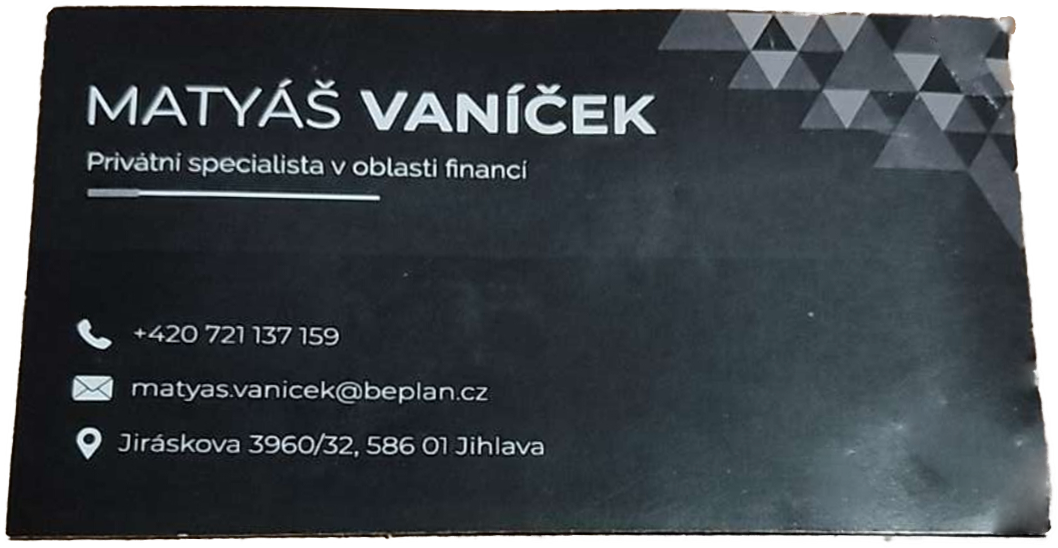 MATYÁŠ VANÍČEK
Privátní specialista v oblasti financí
+420 721 137 159
matyas.vanicek@beplan.cz
Jiráskova 3960/32, 586 01 Jihlava